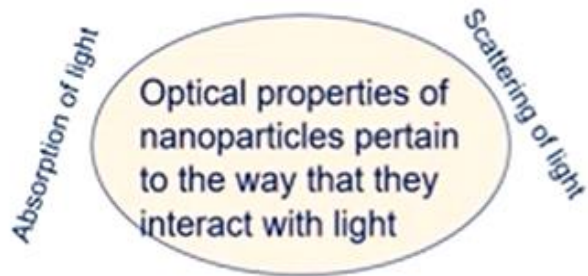 Absorption of light
Optical properties of
nanoparticles pertain
to the way that they
interact with light
Scattering of light